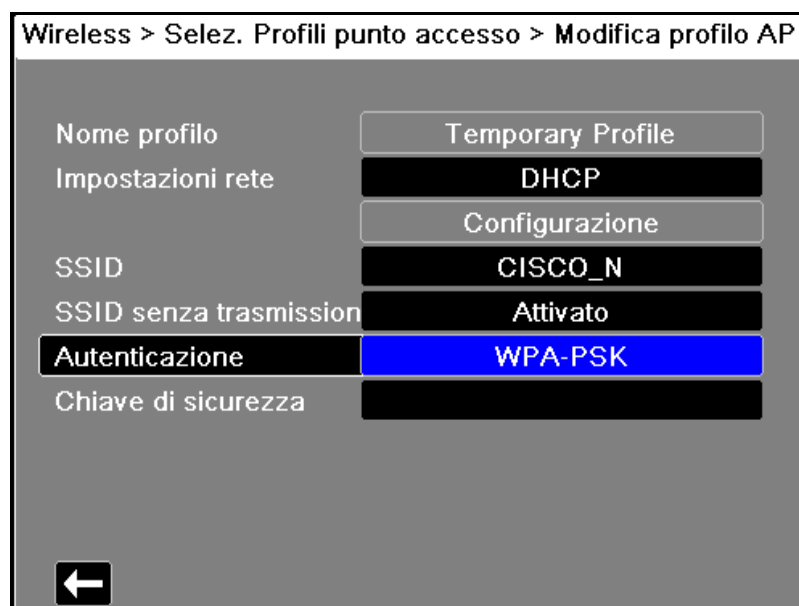 Wireless > Selez. Profili punto accesso > Modifica profilo AP
Nome profilo Temporary Profile
Impostazioni rete DHCP
Configurazione
SSID CISCO_N
SSID senza trasmission Attivato
Autenticazione WPA-PSK
Chiave di sicurezza